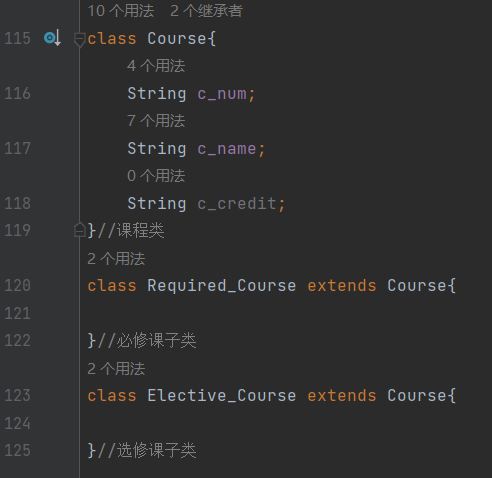 10 个用法 2 个继承者
115 class Course{
4 个用法
116 String c_num;
7 个用法
117 String c_name;
0 个用法
118 String c_credit;
119 }//课程类
2 个用法
120 class Required_Course extends Course{
121
122 }//必修课子类
2 个用法
123 class Elective_Course extends Course{
124
125 }//选修课子类